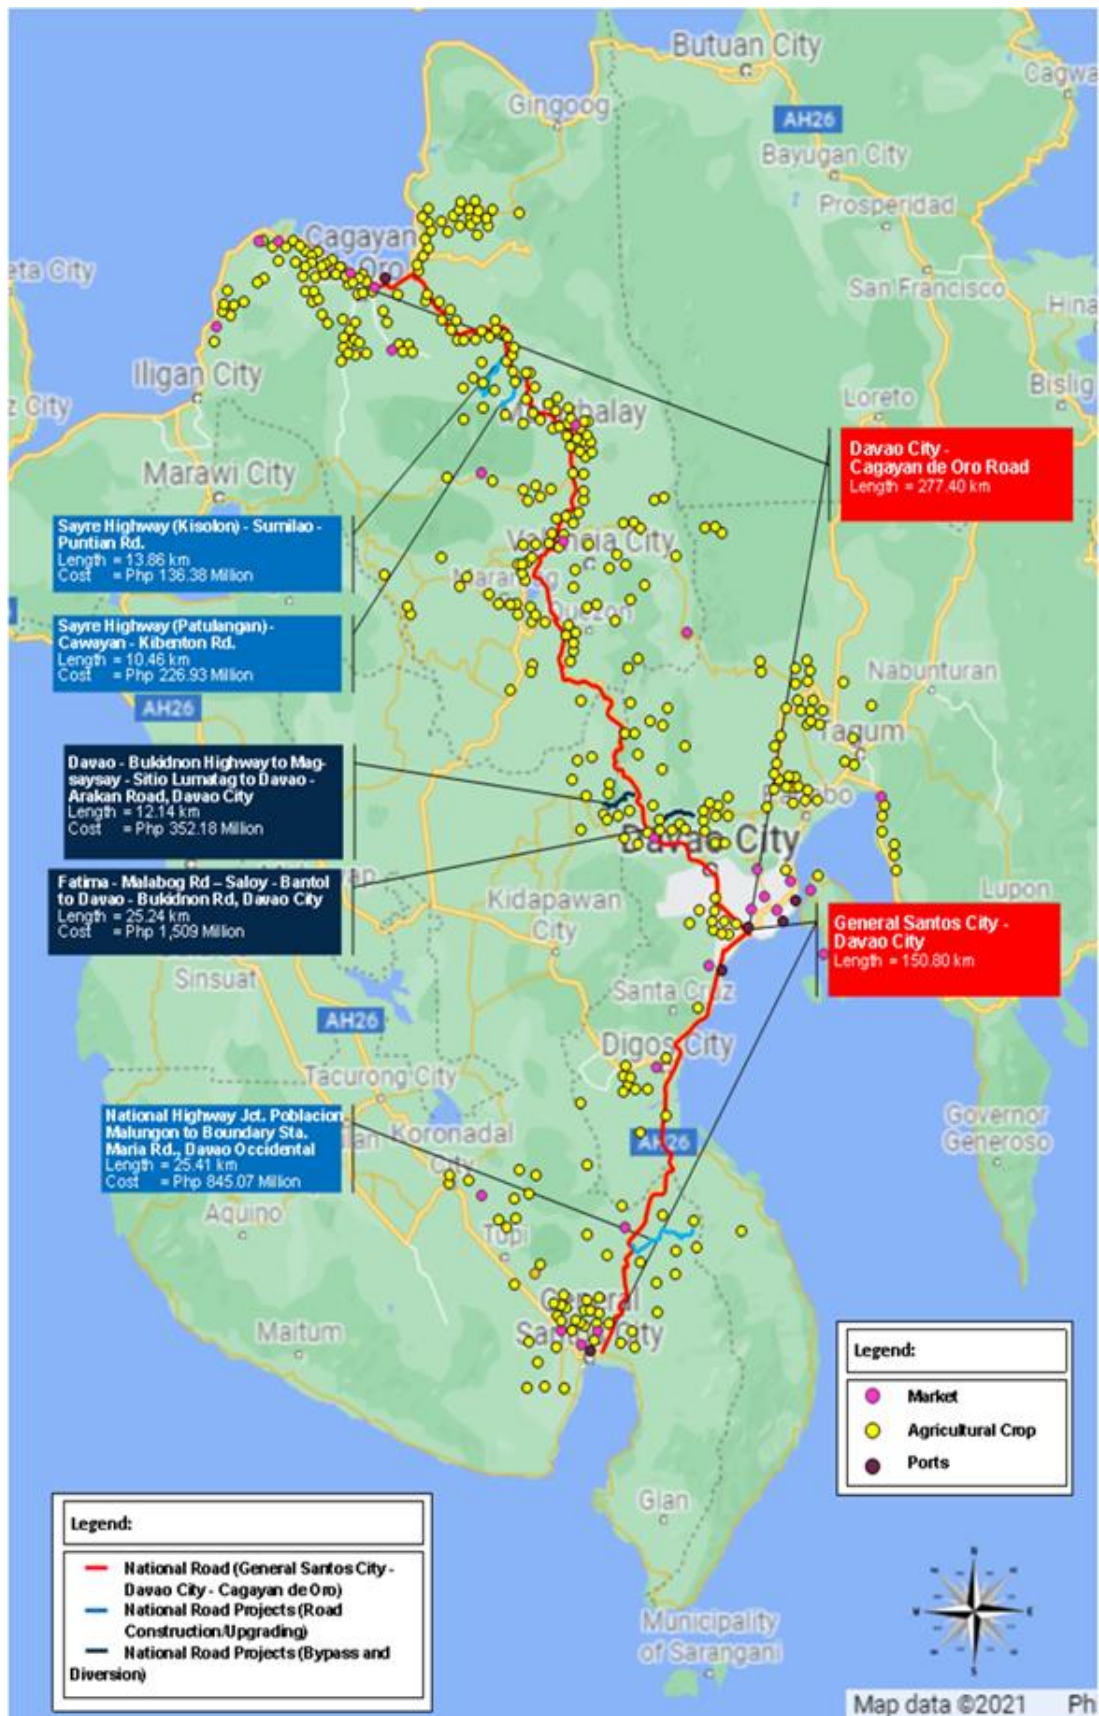 Butuan City
Cagwa
Gingoog
AH26
Bayugan City
Prosperidad
Cagayan
Oro
eta City
San Francisco
Hina
Iligan City
z City
Bislig
Loreto
Davao City -
Cagayan de Oro Road
Length = 277.40 km
Marawi City
Sayre Highway (Kisolon) - Sumilao -
Puntian Rd.
Length = 13.86 km
Cost = Php 136.38 Million
Valencia City
Quezon
Sayre Highway (Patulangan) -
Cawayan - Kibenton Rd.
Length = 10.46 km
Cost = Php 226.93 Million
Nabunturan
AH26
Tagum
Davao - Bukidnon Highway to Mag-
saysay - Sitio Lumatag to Davao -
Arakan Road, Davao City
Length = 12.14 km
Cost = Php 352.18 Million
Davao City
Fatima - Malabog Rd – Saloy - Bantol
to Davao - Bukidnon Rd, Davao City
Length = 25.24 km
Cost = Php 1,509 Million
Kidapawan
City
Lupon
General Santos City -
Davao City
Length = 150.80 km
Sinsuat
Santa Cruz
AH26
Digos City
Tacurong City
National Highway Jct. Poblacion
Malungon to Boundary Sta.
Maria Rd., Davao Occidental
Length = 25.41 km
Cost = Php 845.07 Million
Koronadal
City
AH26
Governor
Generoso
Aquino
Tupi
General
Santos City
Maitum
Legend:
Market
Agricultural Crop
Ports
Glan
Legend:
National Road (General Santos City -
Davao City - Cagayan de Oro)
National Road Projects (Road
Construction/Upgrading)
National Road Projects (Bypass and
Diversion)
N
W
E
S
Municipality
of Sarangani
Map data ©2021 Ph